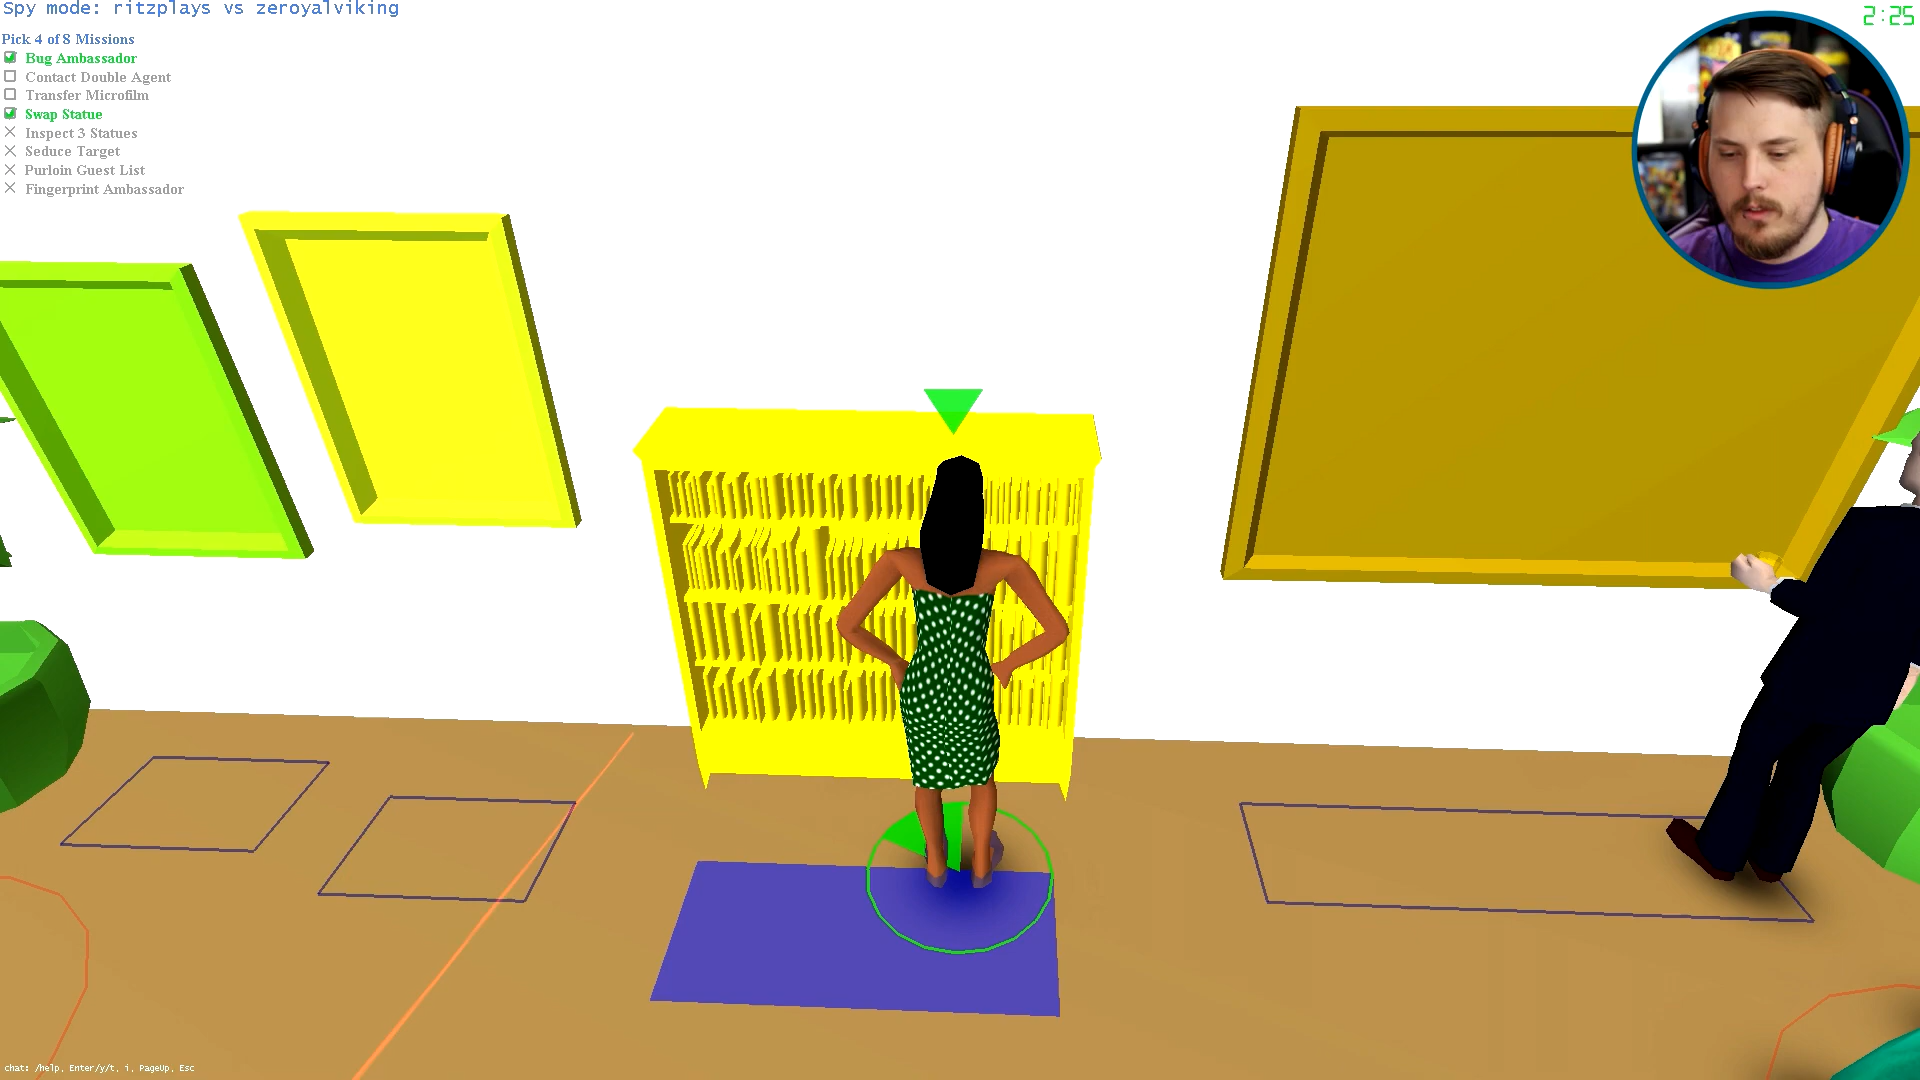 Spy mode: ritzplays vs zeroyalviking
2:25
Pick 4 of 8 Missions
Bug Ambassador
Contact Double Agent
Transfer Microfilm
Swap Statue
Inspect 3 Statues
Seduce Target
Purloin Guest List
Fingerprint Ambassador
chat: /help, Enter/y/t, i, PageUp, Esc